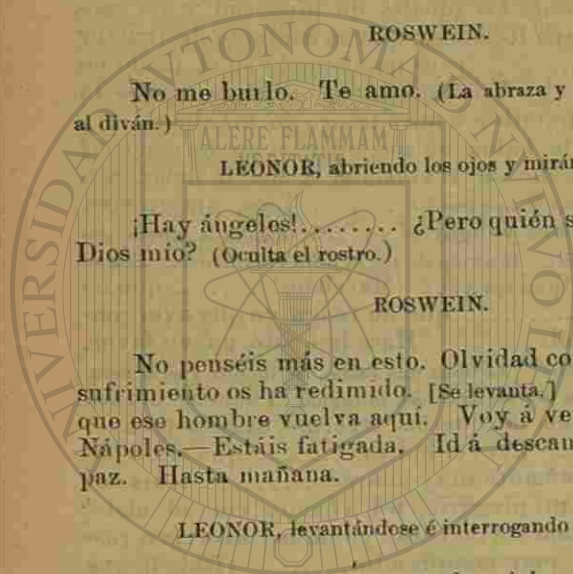 ROSWEIN.
No me burlo. Te amo. (La abraza y
al diván.)
LEONOR, abriendo los ojos y mirán
¡Hay ángeles!........ ¿Pero quién s
Dios mío? (Oculta el rostro.)
ROSWEIN.
No penséis más en esto. Olvidad co
sufrimiento os ha redimido. [Se levanta.]
que ese hombre vuelva aquí. Voy á ve
Nápoles.—Estáis fatigada. Id á descan
paz. Hasta mañana.
LEONOR, levantándose é interrogando
ALERE FLAMMAM